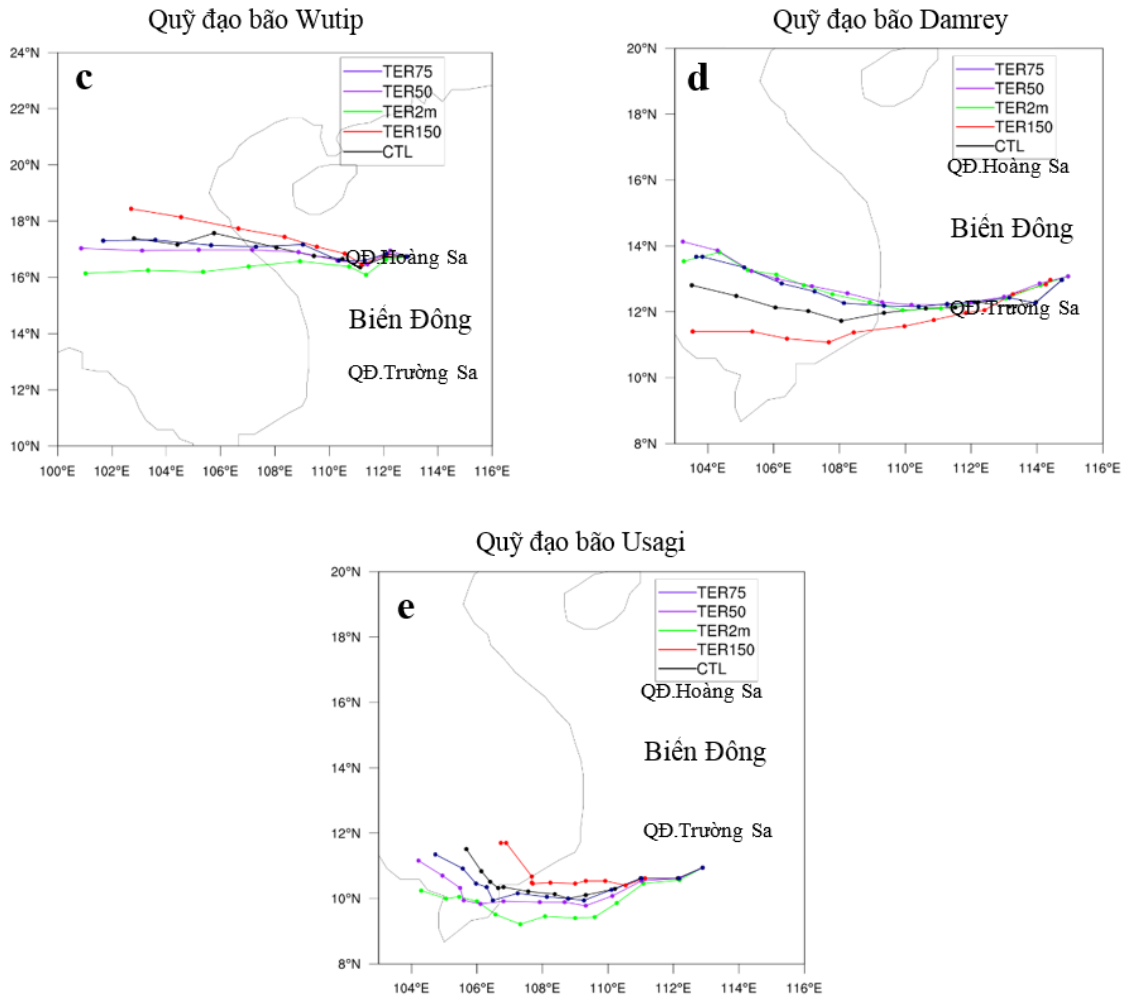 Quỹ đạo bão Wutip
c
24°N
22°N
20°N
18°N
16°N
14°N
12°N
10°N
100°E 102°E 104°E 106°E 108°E 110°E 112°E 114°E 116°E
TER75
TER50
TER2m
TER150
CTL
QĐ.Hoàng Sa
Biển Đông
QĐ.Trường Sa
Quỹ đạo bão Damrey
d
20°N
18°N
16°N
14°N
12°N
10°N
8°N
104°E 106°E 108°E 110°E 112°E 114°E 116°E
TER75
TER50
TER2m
TER150
CTL
QĐ.Hoàng Sa
Biển Đông
QĐ.Trường Sa
Quỹ đạo bão Usagi
e
20°N
18°N
16°N
14°N
12°N
10°N
8°N
104°E 106°E 108°E 110°E 112°E 114°E 116°E
TER75
TER50
TER2m
TER150
CTL
QĐ.Hoàng Sa
Biển Đông
QĐ.Trường Sa